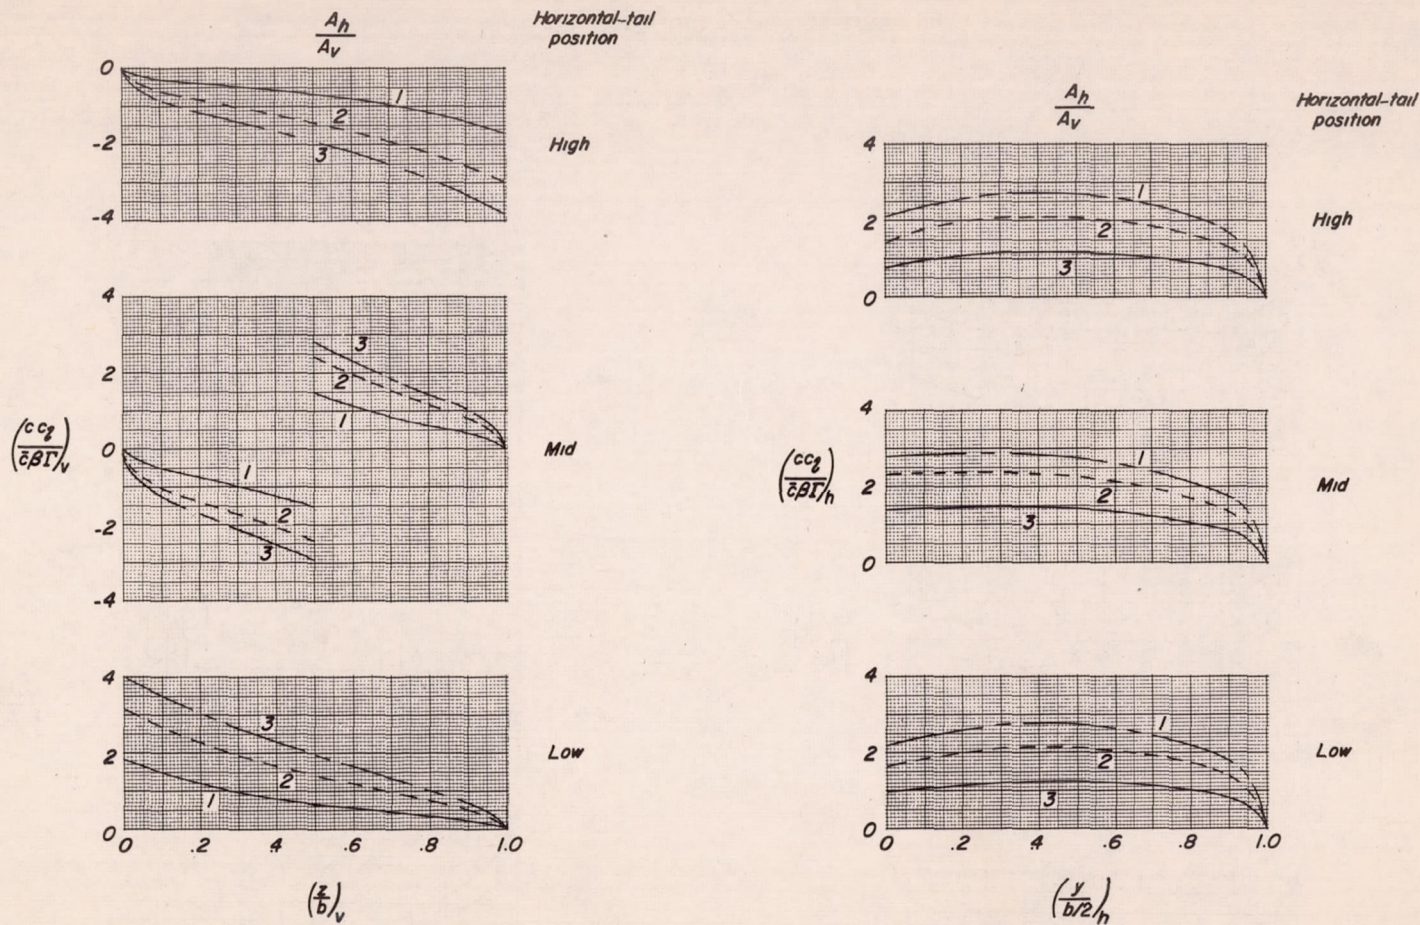 A_h / A_v
Horizontal-tail
position
0
-2
-4
1
2
3
High
4
2
0
-2
-4
3
2
1
1
2
3
(c c_l / c̄βΓ)_v
Mid
4
2
0
3
2
1
Low
0 .2 .4 .6 .8 1.0
(z / b)_v
A_h / A_v
Horizontal-tail
position
4
2
0
1
2
3
High
4
2
0
1
2
3
(cc_l / c̄βΓ)_h
Mid
4
2
0
1
2
3
Low
0 .2 .4 .6 .8 1.0
(y / b/2)_h